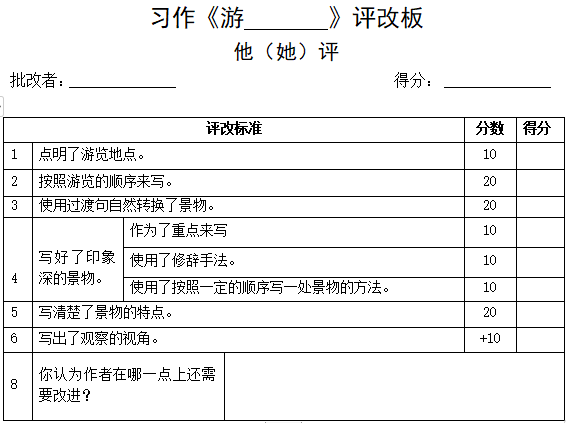 习作《游_______》评改板
他（她）评
批改者：____________ 得分：____________
评改标准 分数 得分
1 点明了游览地点。 10
2 按照游览的顺序来写。 20
3 使用过渡句自然转换了景物。 20
4 写好了印象深的景物。 作为了重点来写 10
使用了修辞手法。 10
使用了按照一定的顺序写一处景物的方法。 10
5 写清楚了景物的特点。 20
6 写出了观察的视角。 +10
8 你认为作者在哪一点上还需
要改进？